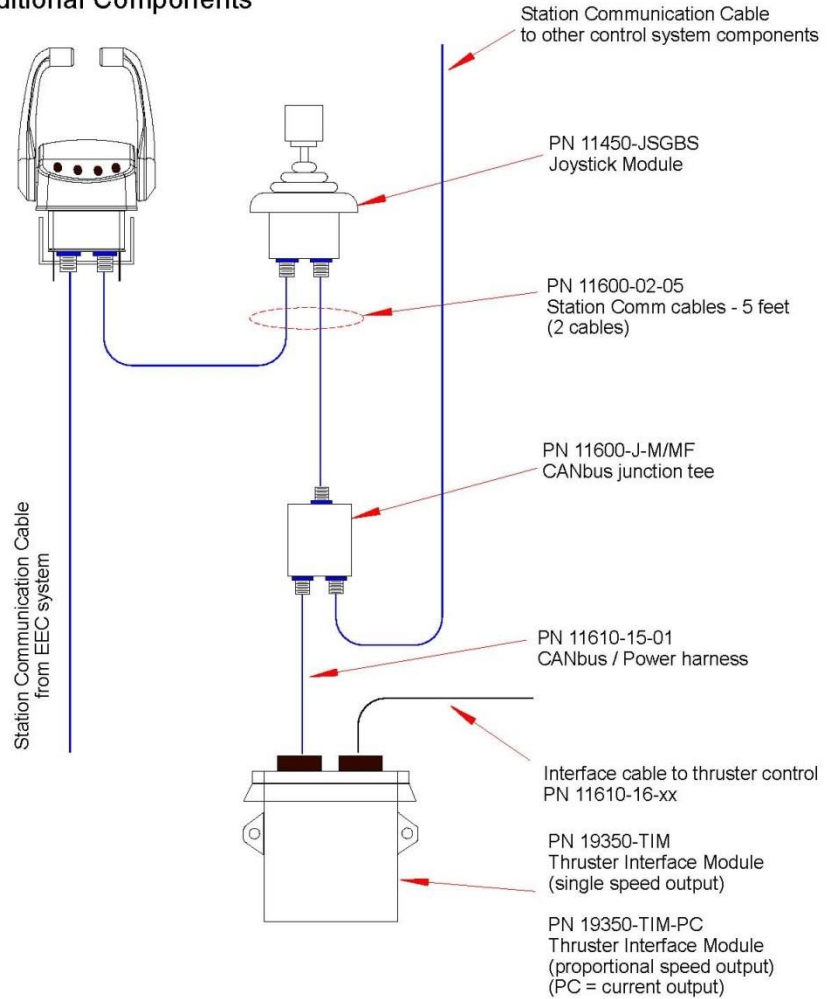 Components
Station Communication Cable
to other control system components
PN 11450-JSGBS
Joystick Module
PN 11600-02-05
Station Comm cables - 5 feet
(2 cables)
PN 11600-J-M/MF
CANbus junction tee
Station Communication Cable
from EEC system
PN 11610-15-01
CANbus / Power harness
Interface cable to thruster control
PN 11610-16-xx
PN 19350-TIM
Thruster Interface Module
(single speed output)
PN 19350-TIM-PC
Thruster Interface Module
(proportional speed output)
(PC = current output)